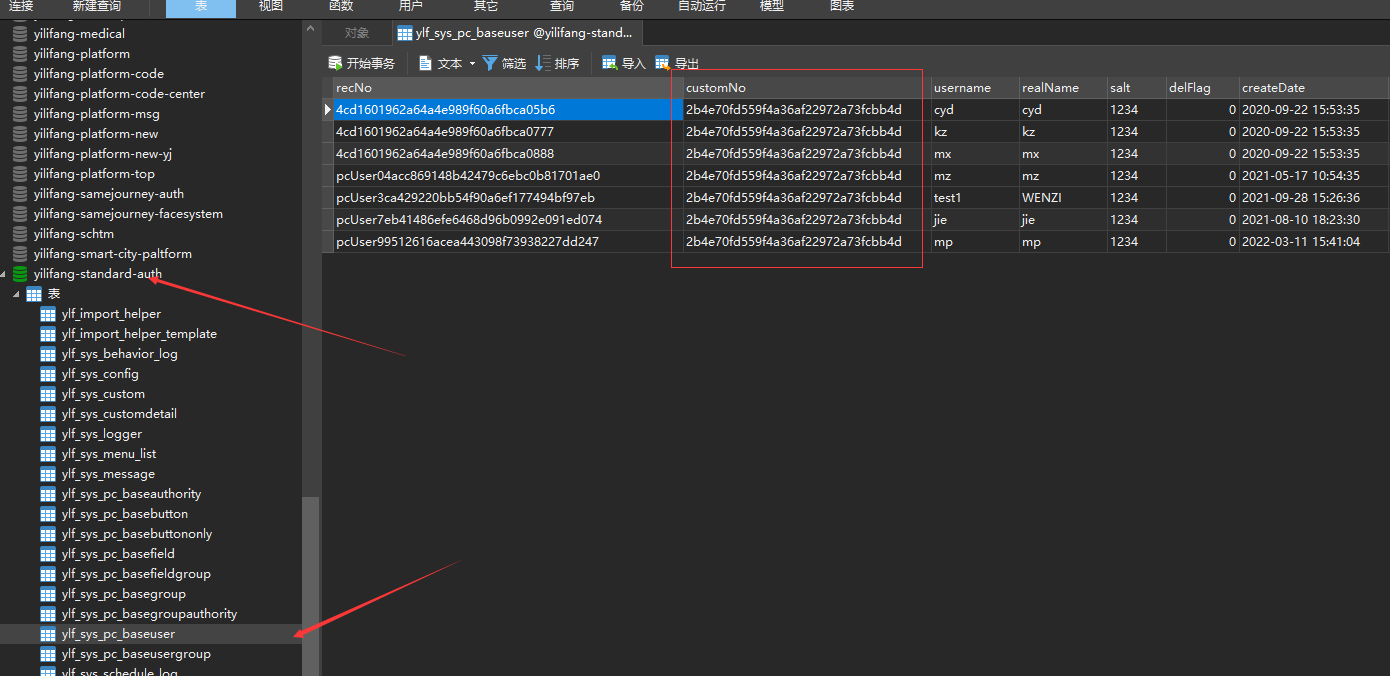 连接 新建查询 表 视图 函数 用户 其它 查询 备份 自动运行 模型 图表
yilifang-medical
yilifang-platform
yilifang-platform-code
yilifang-platform-code-center
yilifang-platform-msg
yilifang-platform-new
yilifang-platform-new-yj
yilifang-platform-top
yilifang-samejourney-auth
yilifang-samejourney-facesystem
yilifang-schtm
yilifang-smart-city-paltform
yilifang-standard-auth
表
ylf_import_helper
ylf_import_helper_template
ylf_sys_behavior_log
ylf_sys_config
ylf_sys_custom
ylf_sys_customdetail
ylf_sys_logger
ylf_sys_menu_list
ylf_sys_message
ylf_sys_pc_baseauthority
ylf_sys_pc_basebutton
ylf_sys_pc_basebuttononly
ylf_sys_pc_basefield
ylf_sys_pc_basefieldgroup
ylf_sys_pc_basegroup
ylf_sys_pc_basegroupauthority
ylf_sys_pc_baseuser
ylf_sys_pc_baseusergroup
ylf_sys_schedule_log
对象 ylf_sys_pc_baseuser @yilifang-stand...
开始事务 文本 筛选 排序 导入 导出
recNo customNo username realName salt delFlag createDate
4cd1601962a64a4e989f60a6fbca05b6 2b4e70fd559f4a36af22972a73fcbb4d cyd cyd 1234 0 2020-09-22 15:53:35
4cd1601962a64a4e989f60a6fbca0777 2b4e70fd559f4a36af22972a73fcbb4d kz kz 1234 0 2020-09-22 15:53:35
4cd1601962a64a4e989f60a6fbca0888 2b4e70fd559f4a36af22972a73fcbb4d mx mx 1234 0 2020-09-22 15:53:35
pcUser04acc869148b42479c6ebc0b81701ae0 2b4e70fd559f4a36af22972a73fcbb4d mz mz 1234 0 2021-05-17 10:54:35
pcUser3ca429220bb54f90a6ef177494bf97eb 2b4e70fd559f4a36af22972a73fcbb4d test1 WENZI 1234 0 2021-09-28 15:26:36
pcUser7eb41486efe6468d96b0992e091ed074 2b4e70fd559f4a36af22972a73fcbb4d jie jie 1234 0 2021-08-10 18:23:30
pcUser99512616acea443098f73938227dd247 2b4e70fd559f4a36af22972a73fcbb4d mp mp 1234 0 2022-03-11 15:41:04